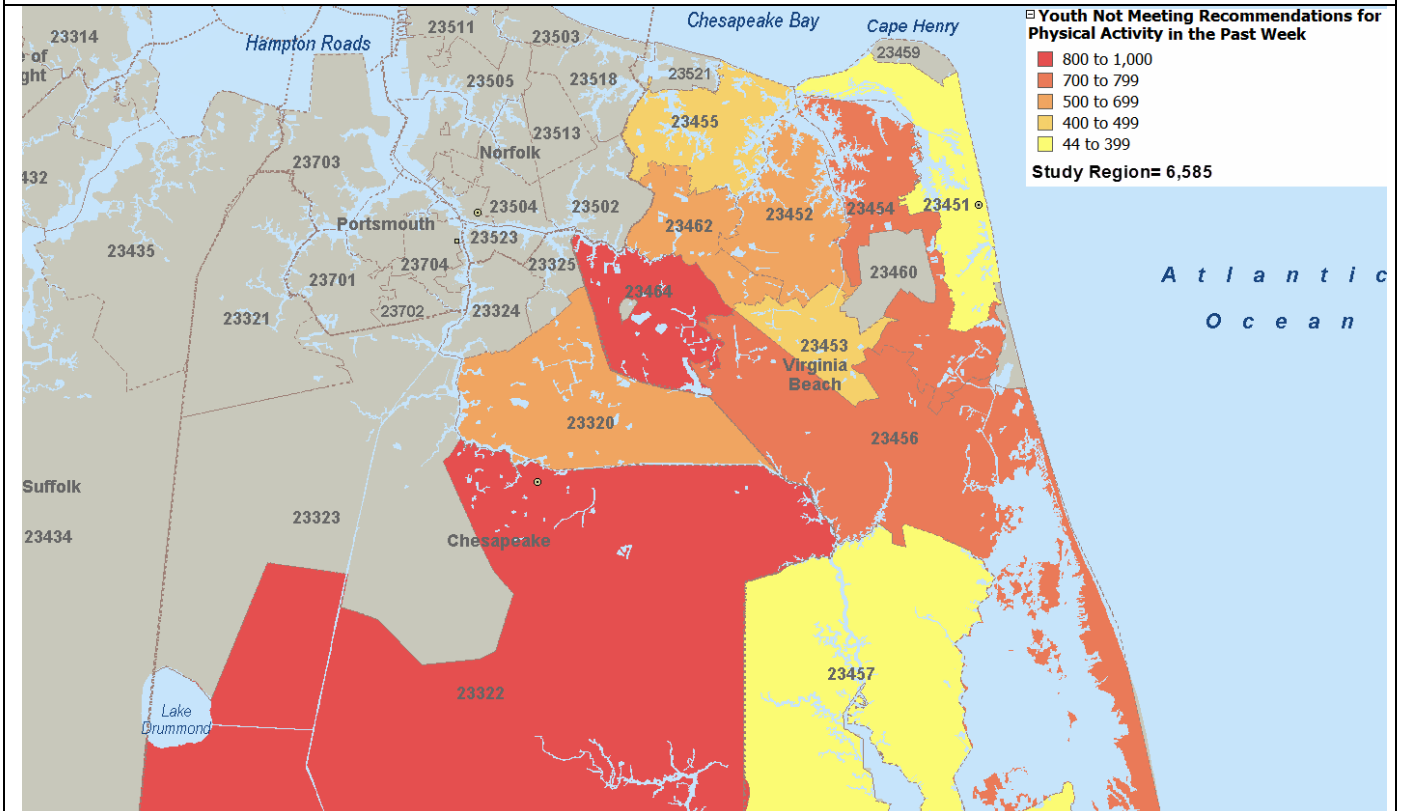 Chesapeake Bay
Cape Henry
Hampton Roads
Youth Not Meeting Recommendations for
Physical Activity in the Past Week
800 to 1,000
700 to 799
500 to 699
400 to 499
44 to 399
Study Region= 6,585
23314
23511
23503
23459
e of
ght
23505
23518
23521
23513
23455
Norfolk
23703
432
23504
23502
23462
23452
23454
23451
Portsmouth
23523
23435
23701
23704
23325
23460
23464
23321
23702
23324
23453
Virginia
Beach
Atlantic
Ocean
23320
23456
Suffolk
23434
23323
Chesapeake
23322
23457
Lake
Drummond